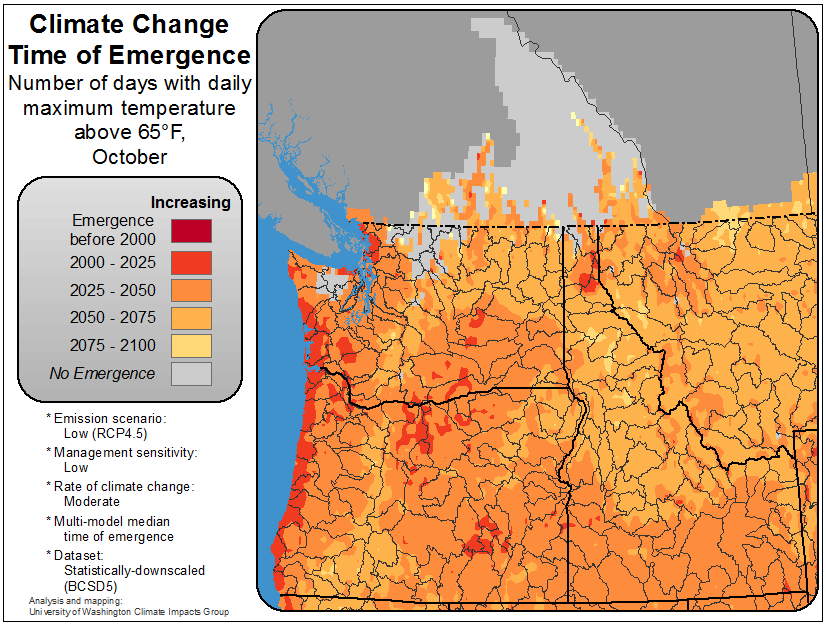 Climate Change
Time of Emergence
Number of days with daily
maximum temperature
above 65°F,
October
Increasing
Emergence
before 2000
2000 - 2025
2025 - 2050
2050 - 2075
2075 - 2100
No Emergence
* Emission scenario:
Low (RCP4.5)
* Management sensitivity:
Low
* Rate of climate change:
Moderate
* Multi-model median
time of emergence
* Dataset:
Statistically-downscaled
(BCSD5)
Analysis and mapping:
University of Washington Climate Impacts Group